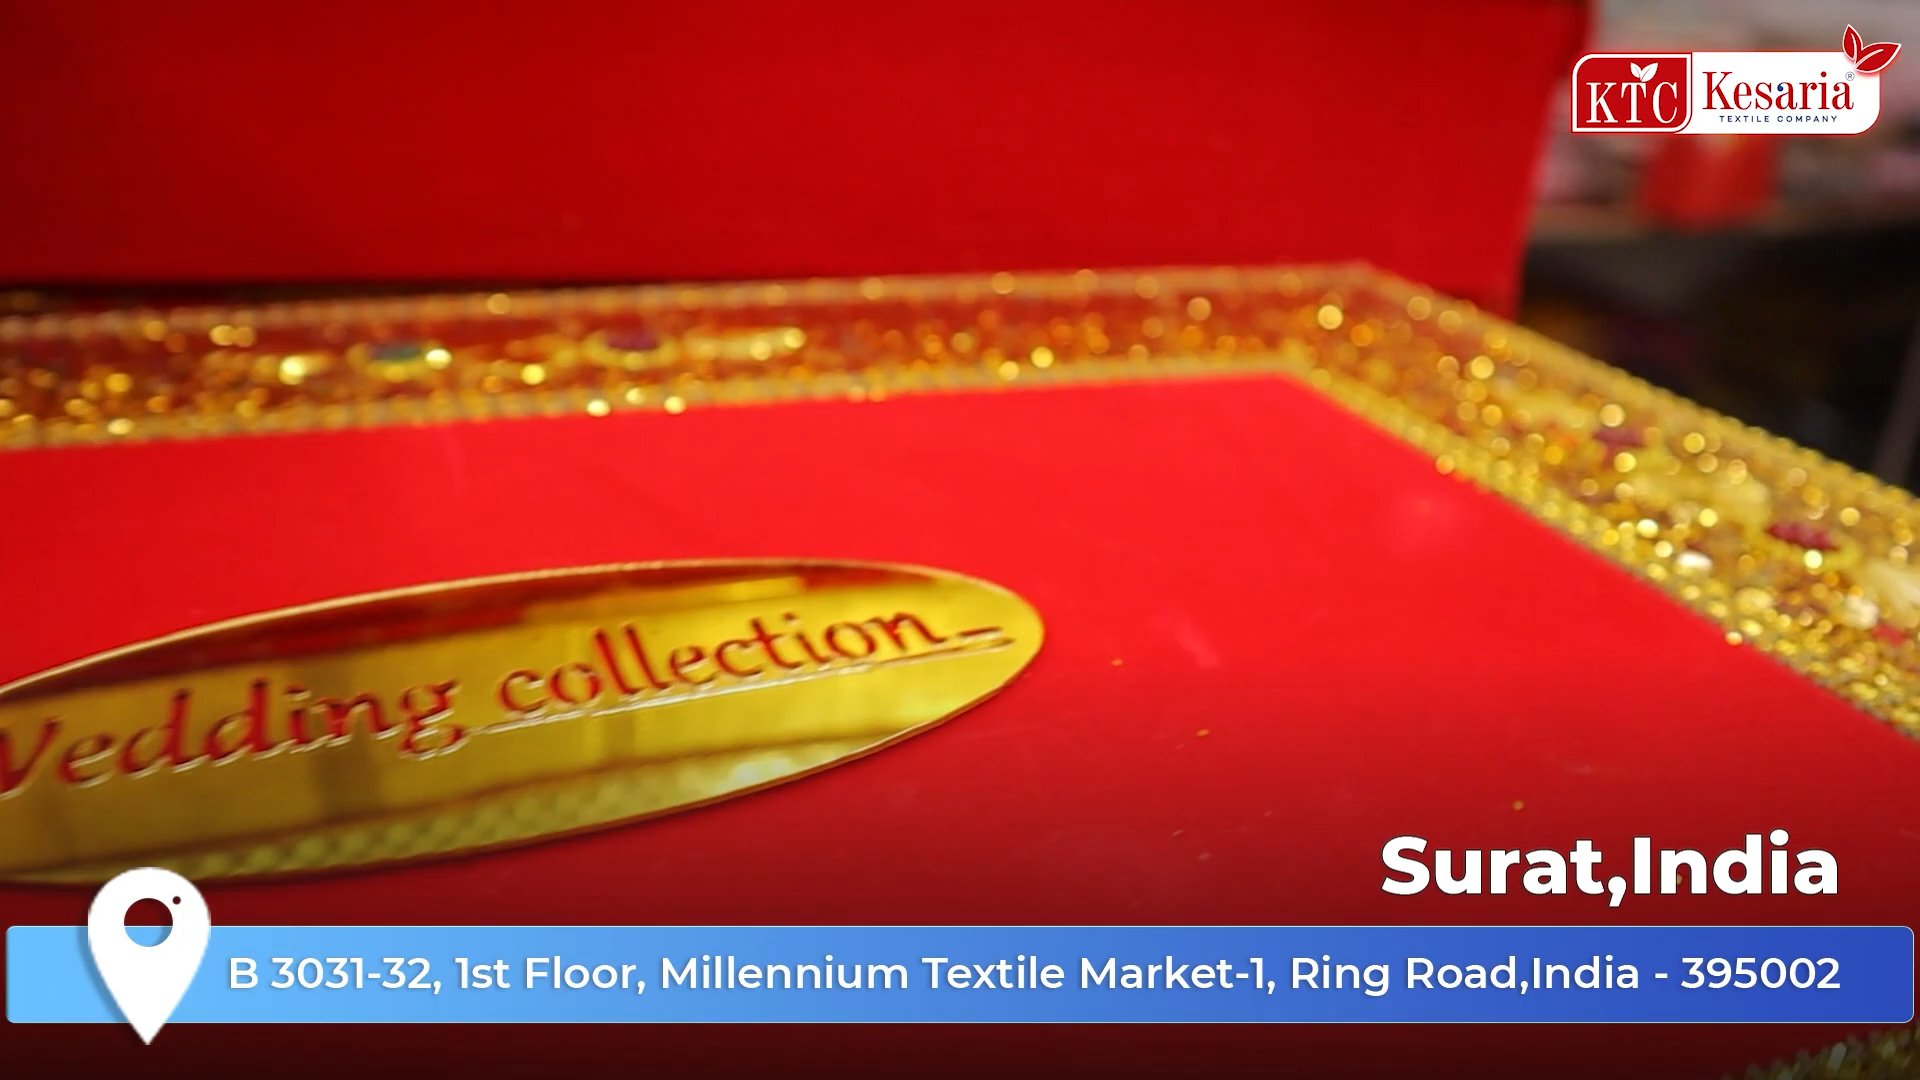 KTC Kesaria®
TEXTILE COMPANY
Wedding collection
Surat,India
B 3031-32, 1st Floor, Millennium Textile Market-1, Ring Road,India - 395002